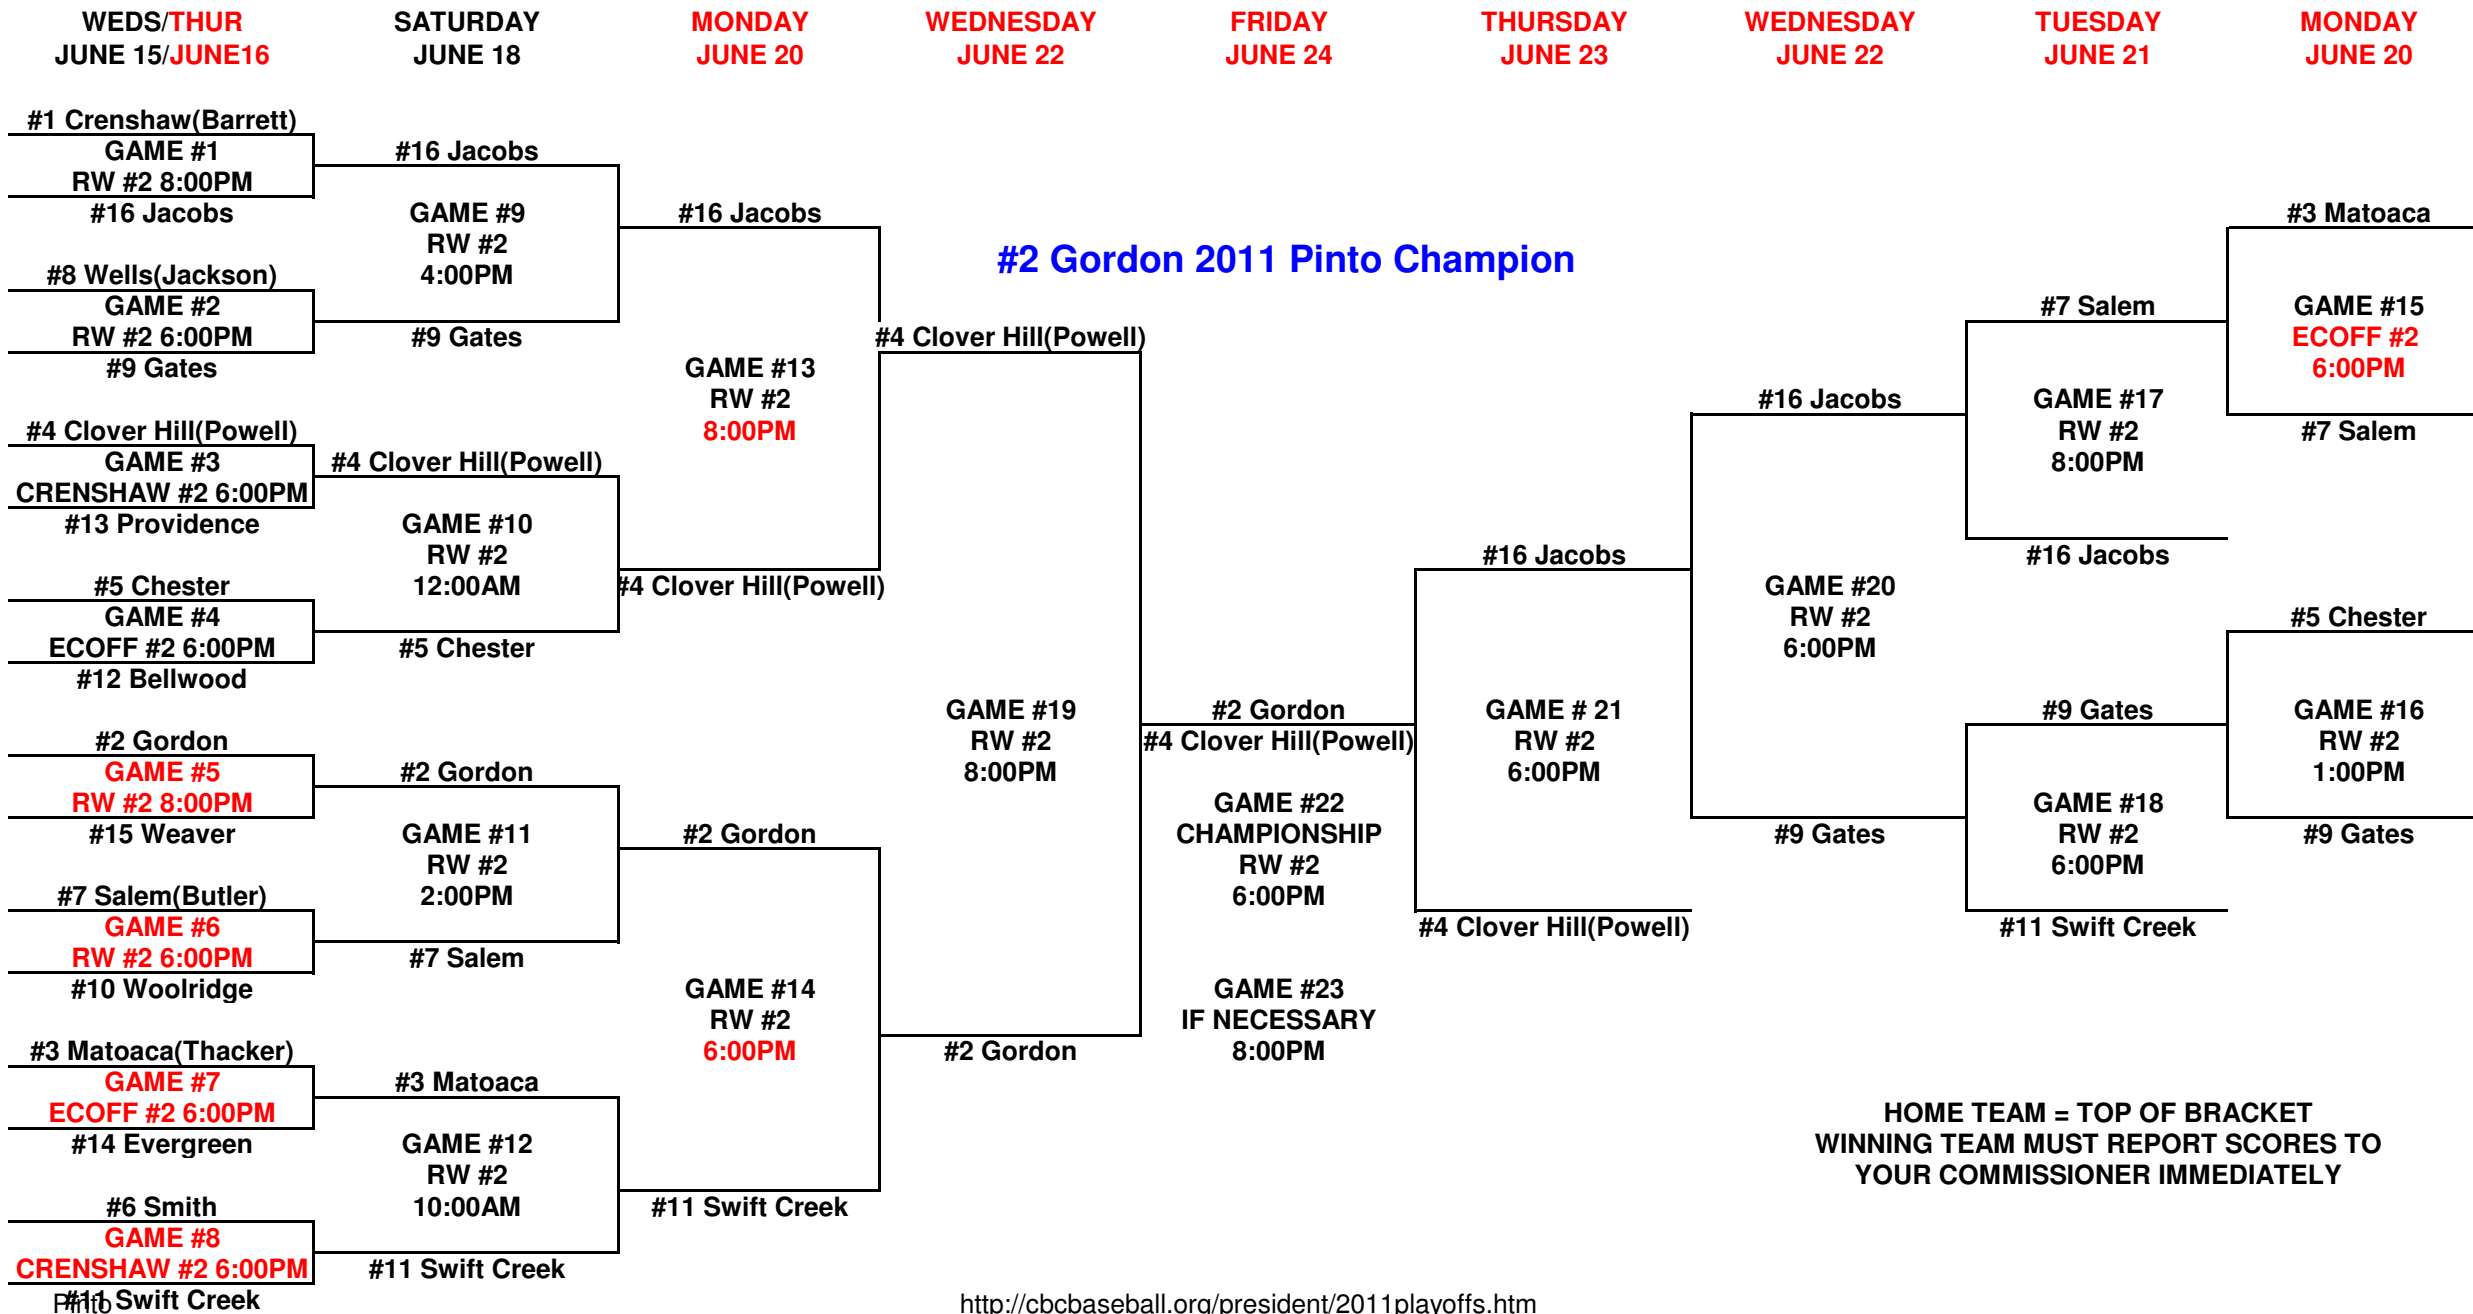 WEDS/THUR
JUNE 15/JUNE16
SATURDAY
JUNE 18
MONDAY
JUNE 20
WEDNESDAY
JUNE 22
FRIDAY
JUNE 24
THURSDAY
JUNE 23
WEDNESDAY
JUNE 22
TUESDAY
JUNE 21
MONDAY
JUNE 20
#1 Crenshaw(Barrett)
GAME #1
RW #2 8:00PM
#16 Jacobs
#8 Wells(Jackson)
GAME #2
RW #2 6:00PM
#9 Gates
#4 Clover Hill(Powell)
GAME #3
CRENSHAW #2 6:00PM
#13 Providence
#5 Chester
GAME #4
ECOFF #2 6:00PM
#12 Bellwood
#2 Gordon
GAME #5
RW #2 8:00PM
#15 Weaver
#7 Salem(Butler)
GAME #6
RW #2 6:00PM
#10 Woolridge
#3 Matoaca(Thacker)
GAME #7
ECOFF #2 6:00PM
#14 Evergreen
#6 Smith
GAME #8
CRENSHAW #2 6:00PM
#11 Swift Creek
#16 Jacobs
GAME #9
RW #2
4:00PM
#9 Gates
#4 Clover Hill(Powell)
GAME #10
RW #2
12:00AM
#5 Chester
#2 Gordon
GAME #11
RW #2
2:00PM
#7 Salem
#3 Matoaca
GAME #12
RW #2
10:00AM
#11 Swift Creek
#16 Jacobs
GAME #13
RW #2
8:00PM
#4 Clover Hill(Powell)
#2 Gordon
GAME #14
RW #2
6:00PM
#11 Swift Creek
#2 Gordon 2011 Pinto Champion
#4 Clover Hill(Powell)
GAME #19
RW #2
8:00PM
#2 Gordon
#2 Gordon
#4 Clover Hill(Powell)
GAME #22
CHAMPIONSHIP
RW #2
6:00PM
GAME #23
IF NECESSARY
8:00PM
#16 Jacobs
GAME # 21
RW #2
6:00PM
#4 Clover Hill(Powell)
#16 Jacobs
GAME #20
RW #2
6:00PM
#9 Gates
#7 Salem
GAME #17
RW #2
8:00PM
#16 Jacobs
#9 Gates
GAME #18
RW #2
6:00PM
#11 Swift Creek
#3 Matoaca
GAME #15
ECOFF #2
6:00PM
#7 Salem
#5 Chester
GAME #16
RW #2
1:00PM
#9 Gates
HOME TEAM = TOP OF BRACKET
WINNING TEAM MUST REPORT SCORES TO
YOUR COMMISSIONER IMMEDIATELY
Pinto
http://cbcbaseball.org/president/2011playoffs.htm